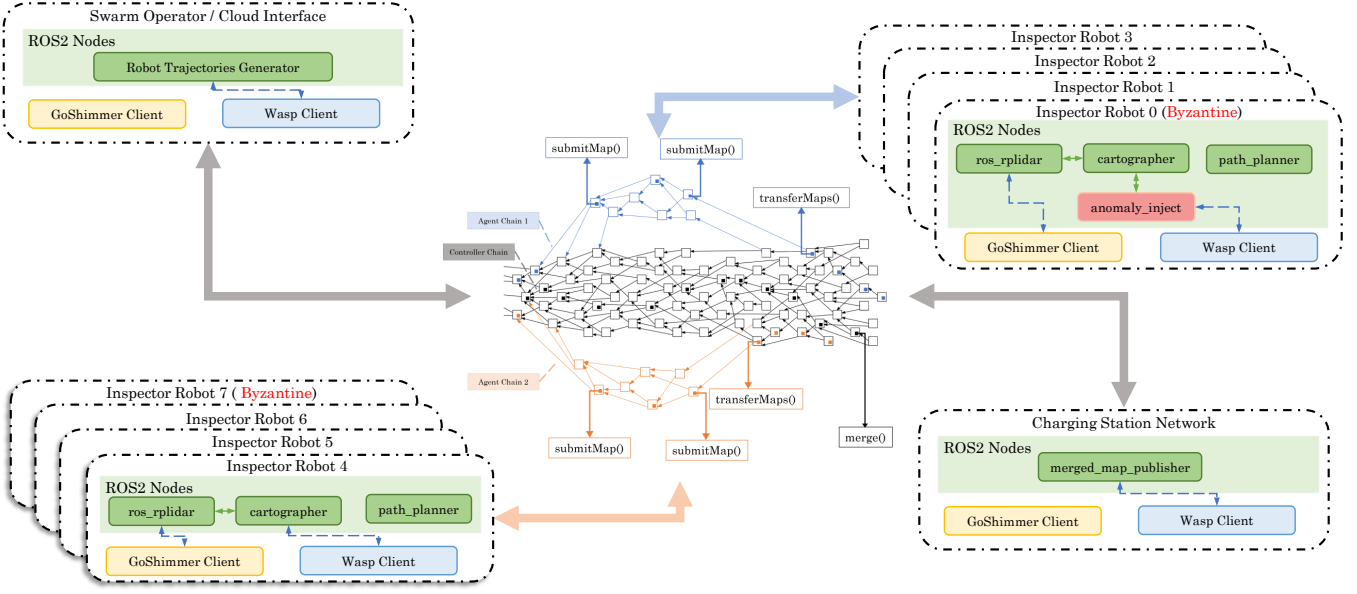 Swarm Operator / Cloud Interface
ROS2 Nodes
Robot Trajectories Generator
GoShimmer Client
Wasp Client
Inspector Robot 3
Inspector Robot 2
Inspector Robot 1
Inspector Robot 0 (Byzantine)
ROS2 Nodes
ros_rplidar
cartographer
path_planner
anomaly_inject
GoShimmer Client
Wasp Client
submitMap()
submitMap()
transferMaps()
Agent Chain 1
Controller Chain
Agent Chain 2
transferMaps()
merge()
submitMap()
submitMap()
Inspector Robot 7 ( Byzantine)
Inspector Robot 6
Inspector Robot 5
Inspector Robot 4
ROS2 Nodes
ros_rplidar
cartographer
path_planner
GoShimmer Client
Wasp Client
Charging Station Network
ROS2 Nodes
merged_map_publisher
GoShimmer Client
Wasp Client